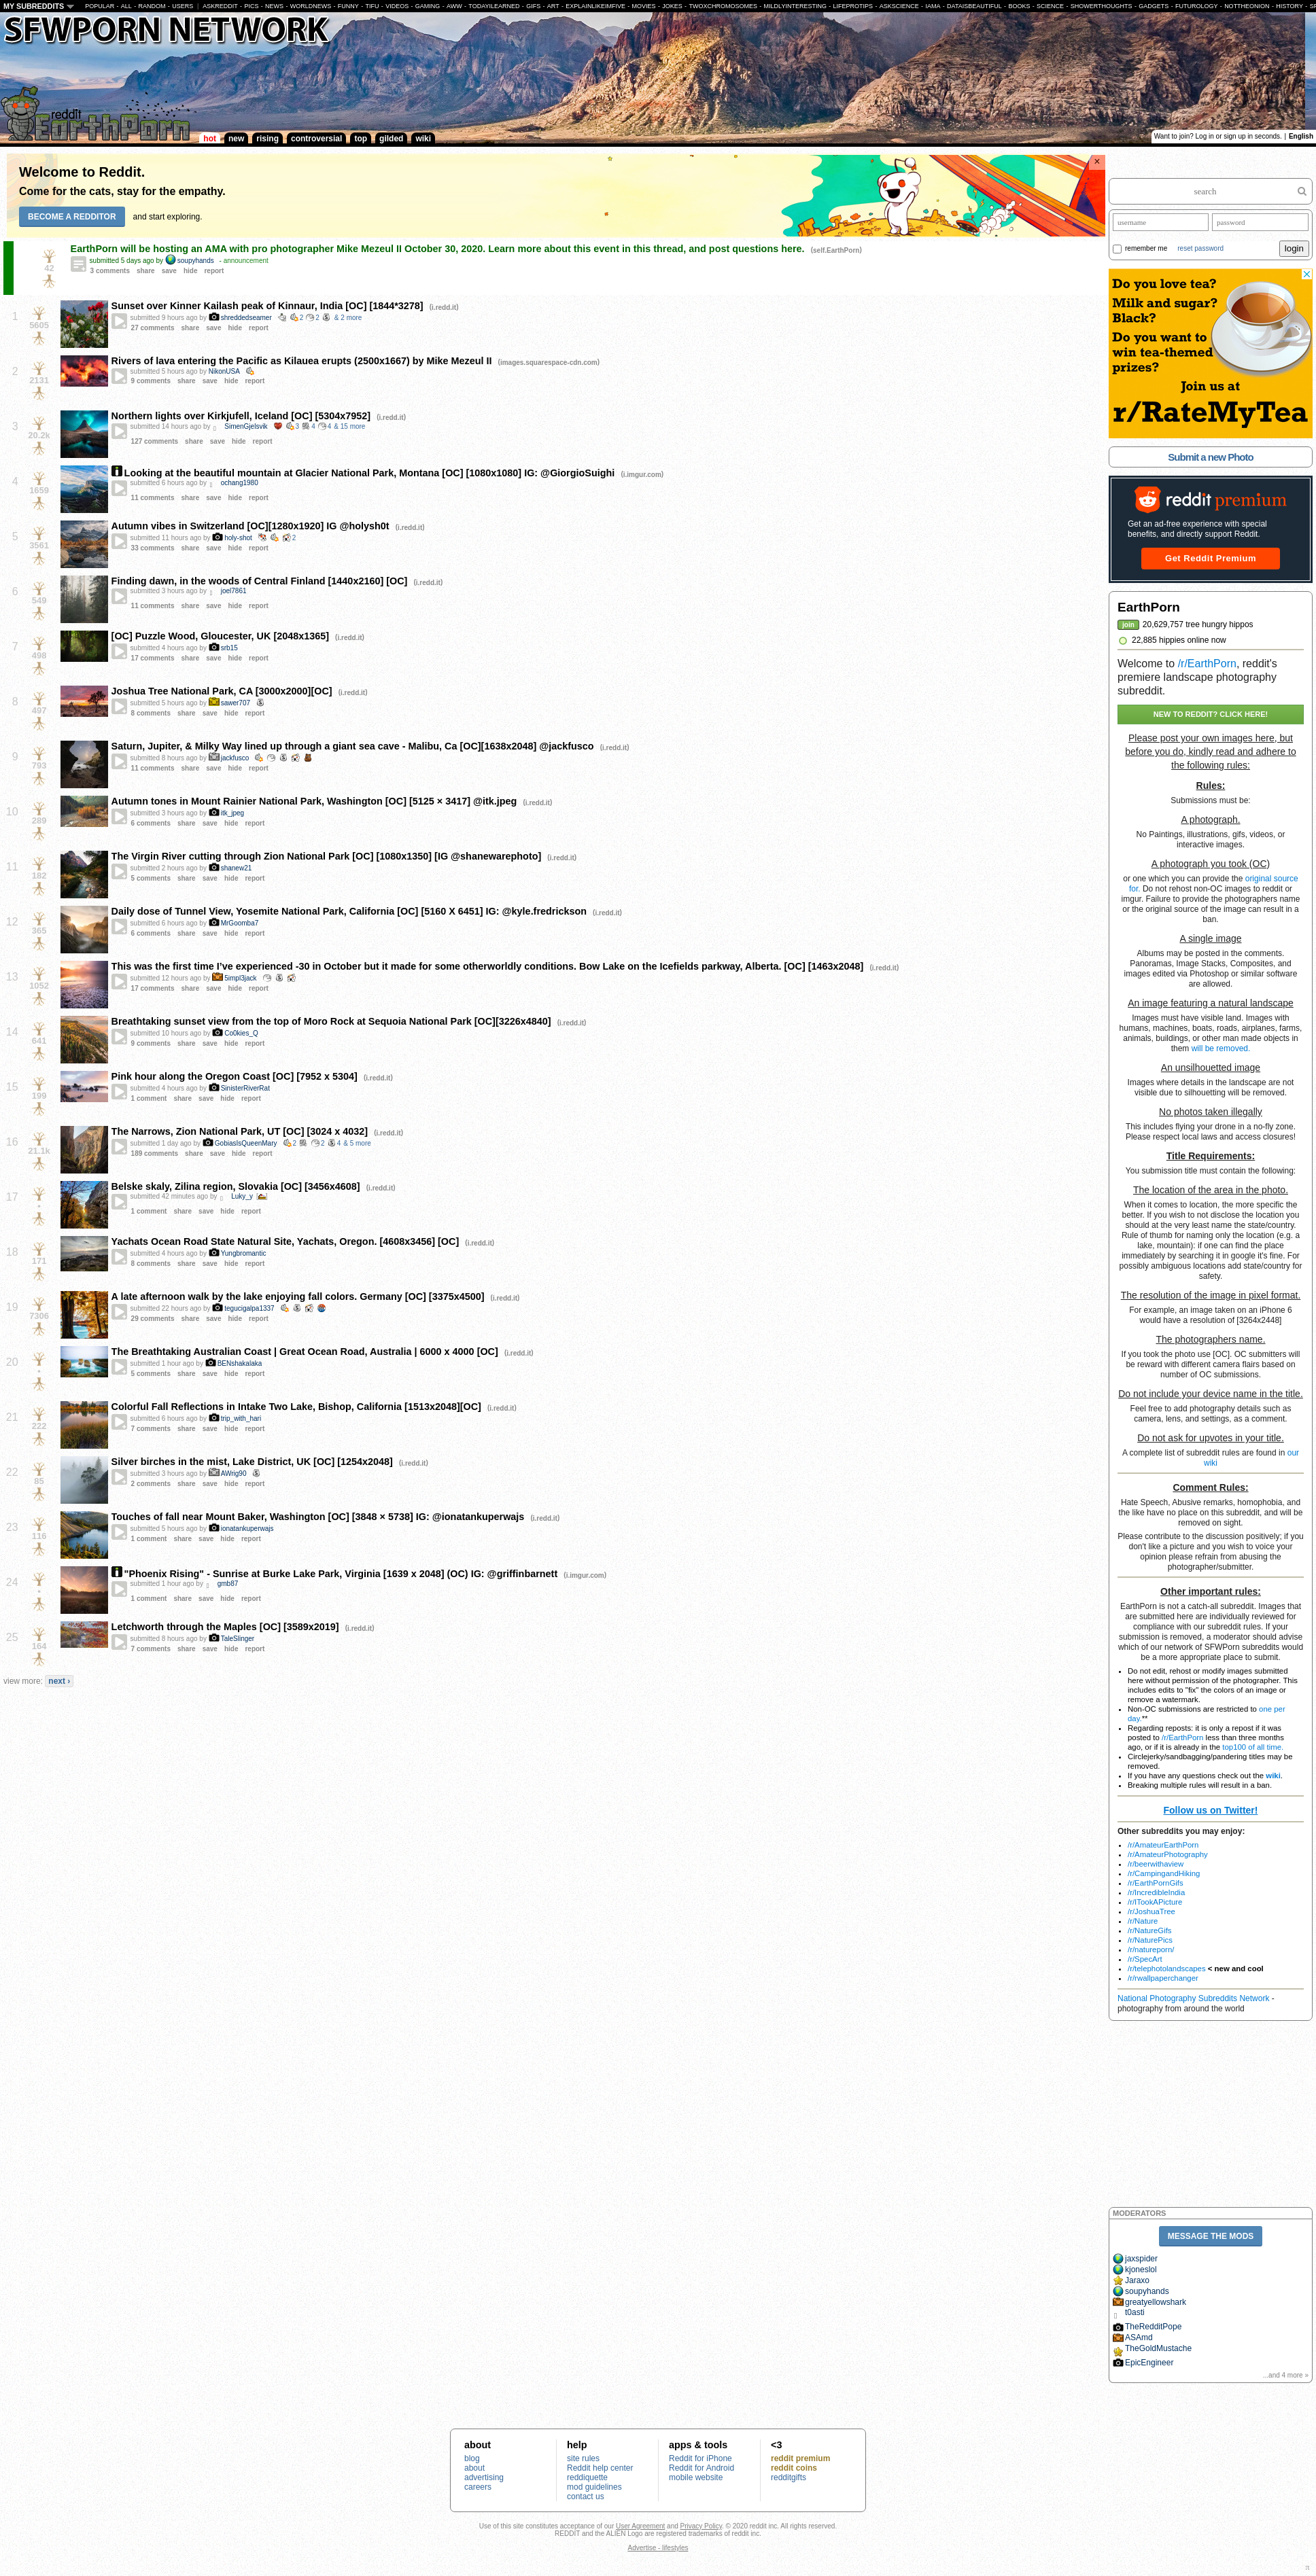 MY SUBREDDITS POPULAR - ALL - RANDOM - USERS | ASKREDDIT - PICS - NEWS - WORLDNEWS - FUNNY - TIFU - VIDEOS - GAMING - AWW - TODAYILEARNED - GIFS - ART - EXPLAINLIKEIMFIVE - MOVIES - JOKES - TWOXCHROMOSOMES - MILDLYINTERESTING - LIFEPROTIPS - ASKSCIENCE - IAMA - DATAISBEAUTIFUL - BOOKS - SCIENCE - SHOWERTHOUGHTS - GADGETS - FUTUROLOGY - NOTTHEONION - HISTORY - SP
SFWPORN NETWORK
reddit
EarthPorn
hot new rising controversial top gilded wiki
Want to join? Log in or sign up in seconds. | English
Welcome to Reddit.
Come for the cats, stay for the empathy.
BECOME A REDDITOR and start exploring.
EarthPorn will be hosting an AMA with pro photographer Mike Mezeul II October 30, 2020. Learn more about this event in this thread, and post questions here. (self.EarthPorn)
42
submitted 5 days ago by soupyhands - announcement
3 comments share save hide report
1
5605
Sunset over Kinner Kailash peak of Kinnaur, India [OC] [1844*3278] (i.redd.it)
submitted 9 hours ago by shreddedseamer 2 2 & 2 more
27 comments share save hide report
2
2131
Rivers of lava entering the Pacific as Kilauea erupts (2500x1667) by Mike Mezeul II (images.squarespace-cdn.com)
submitted 5 hours ago by NikonUSA
9 comments share save hide report
3
20.2k
Northern lights over Kirkjufell, Iceland [OC] [5304x7952] (i.redd.it)
submitted 14 hours ago by SimenGjelsvik 3 4 4 & 15 more
127 comments share save hide report
4
1659
Looking at the beautiful mountain at Glacier National Park, Montana [OC] [1080x1080] IG: @GiorgioSuighi (i.imgur.com)
submitted 6 hours ago by ochang1980
11 comments share save hide report
5
3561
Autumn vibes in Switzerland [OC][1280x1920] IG @holysh0t (i.redd.it)
submitted 11 hours ago by holy-shot 2
33 comments share save hide report
6
549
Finding dawn, in the woods of Central Finland [1440x2160] [OC] (i.redd.it)
submitted 3 hours ago by joel7861
11 comments share save hide report
7
498
[OC] Puzzle Wood, Gloucester, UK [2048x1365] (i.redd.it)
submitted 4 hours ago by srb15
17 comments share save hide report
8
497
Joshua Tree National Park, CA [3000x2000][OC] (i.redd.it)
submitted 5 hours ago by sawer707
8 comments share save hide report
9
793
Saturn, Jupiter, & Milky Way lined up through a giant sea cave - Malibu, Ca [OC][1638x2048] @jackfusco (i.redd.it)
submitted 8 hours ago by jackfusco
11 comments share save hide report
10
289
Autumn tones in Mount Rainier National Park, Washington [OC] [5125 × 3417] @itk.jpeg (i.redd.it)
submitted 3 hours ago by itk_jpeg
6 comments share save hide report
11
182
The Virgin River cutting through Zion National Park [OC] [1080x1350] [IG @shanewarephoto] (i.redd.it)
submitted 2 hours ago by shanew21
5 comments share save hide report
12
365
Daily dose of Tunnel View, Yosemite National Park, California [OC] [5160 X 6451] IG: @kyle.fredrickson (i.redd.it)
submitted 6 hours ago by MrGoomba7
6 comments share save hide report
13
1052
This was the first time I've experienced -30 in October but it made for some otherworldly conditions. Bow Lake on the Icefields parkway, Alberta. [OC] [1463x2048] (i.redd.it)
submitted 12 hours ago by 5impl3jack
17 comments share save hide report
14
641
Breathtaking sunset view from the top of Moro Rock at Sequoia National Park [OC][3226x4840] (i.redd.it)
submitted 10 hours ago by Co0kies_Q
9 comments share save hide report
15
199
Pink hour along the Oregon Coast [OC] [7952 x 5304] (i.redd.it)
submitted 4 hours ago by SinisterRiverRat
1 comment share save hide report
16
21.1k
The Narrows, Zion National Park, UT [OC] [3024 x 4032] (i.redd.it)
submitted 1 day ago by GobiasIsQueenMary 2 2 4 & 5 more
189 comments share save hide report
17
•
Belske skaly, Zilina region, Slovakia [OC] [3456x4608] (i.redd.it)
submitted 42 minutes ago by Luky_y
1 comment share save hide report
18
171
Yachats Ocean Road State Natural Site, Yachats, Oregon. [4608x3456] [OC] (i.redd.it)
submitted 4 hours ago by Yungbromantic
8 comments share save hide report
19
7306
A late afternoon walk by the lake enjoying fall colors. Germany [OC] [3375x4500] (i.redd.it)
submitted 22 hours ago by tegucigalpa1337
29 comments share save hide report
20
•
The Breathtaking Australian Coast | Great Ocean Road, Australia | 6000 x 4000 [OC] (i.redd.it)
submitted 1 hour ago by BENshakalaka
5 comments share save hide report
21
222
Colorful Fall Reflections in Intake Two Lake, Bishop, California [1513x2048][OC] (i.redd.it)
submitted 6 hours ago by trip_with_hari
7 comments share save hide report
22
85
Silver birches in the mist, Lake District, UK [OC] [1254x2048] (i.redd.it)
submitted 3 hours ago by AWrig90
2 comments share save hide report
23
116
Touches of fall near Mount Baker, Washington [OC] [3848 × 5738] IG: @ionatankuperwajs (i.redd.it)
submitted 5 hours ago by ionatankuperwajs
1 comment share save hide report
24
•
"Phoenix Rising" - Sunrise at Burke Lake Park, Virginia [1639 x 2048] (OC) IG: @griffinbarnett (i.imgur.com)
submitted 1 hour ago by gmb87
1 comment share save hide report
25
164
Letchworth through the Maples [OC] [3589x2019] (i.redd.it)
submitted 8 hours ago by TaleSlinger
7 comments share save hide report
view more: next ›
search
username password
remember me reset password login
Do you love tea?
Milk and sugar?
Black?
Do you want to
win tea-themed
prizes?
Join us at
r/RateMyTea
Submit a new Photo
reddit premium
Get an ad-free experience with special
benefits, and directly support Reddit.
Get Reddit Premium
EarthPorn
join 20,629,757 tree hungry hippos
22,885 hippies online now
Welcome to /r/EarthPorn, reddit's
premiere landscape photography
subreddit.
NEW TO REDDIT? CLICK HERE!
Please post your own images here, but
before you do, kindly read and adhere to
the following rules:
Rules:
Submissions must be:
A photograph.
No Paintings, illustrations, gifs, videos, or
interactive images.
A photograph you took (OC)
or one which you can provide the original source
for. Do not rehost non-OC images to reddit or
imgur. Failure to provide the photographers name
or the original source of the image can result in a
ban.
A single image
Albums may be posted in the comments.
Panoramas, Image Stacks, Composites, and
images edited via Photoshop or similar software
are allowed.
An image featuring a natural landscape
Images must have visible land. Images with
humans, machines, boats, roads, airplanes, farms,
animals, buildings, or other man made objects in
them will be removed.
An unsilhouetted image
Images where details in the landscape are not
visible due to silhouetting will be removed.
No photos taken illegally
This includes flying your drone in a no-fly zone.
Please respect local laws and access closures!
Title Requirements:
You submission title must contain the following:
The location of the area in the photo.
When it comes to location, the more specific the
better. If you wish to not disclose the location you
should at the very least name the state/country.
Rule of thumb for naming only the location (e.g. a
lake, mountain): if one can find the place
immediately by searching it in google it's fine. For
possibly ambiguous locations add state/country for
safety.
The resolution of the image in pixel format.
For example, an image taken on an iPhone 6
would have a resolution of [3264x2448]
The photographers name.
If you took the photo use [OC]. OC submitters will
be reward with different camera flairs based on
number of OC submissions.
Do not include your device name in the title.
Feel free to add photography details such as
camera, lens, and settings, as a comment.
Do not ask for upvotes in your title.
A complete list of subreddit rules are found in our
wiki
Comment Rules:
Hate Speech, Abusive remarks, homophobia, and
the like have no place on this subreddit, and will be
removed on sight.
Please contribute to the discussion positively; if you
don't like a picture and you wish to voice your
opinion please refrain from abusing the
photographer/submitter.
Other important rules:
EarthPorn is not a catch-all subreddit. Images that
are submitted here are individually reviewed for
compliance with our subreddit rules. If your
submission is removed, a moderator should advise
which of our network of SFWPorn subreddits would
be a more appropriate place to submit.
• Do not edit, rehost or modify images submitted
here without permission of the photographer. This
includes edits to "fix" the colors of an image or
remove a watermark.
• Non-OC submissions are restricted to one per
day.**
• Regarding reposts: it is only a repost if it was
posted to /r/EarthPorn less than three months
ago, or if it is already in the top100 of all time.
• Circlejerky/sandbagging/pandering titles may be
removed.
• If you have any questions check out the wiki.
• Breaking multiple rules will result in a ban.
Follow us on Twitter!
Other subreddits you may enjoy:
• /r/AmateurEarthPorn
• /r/AmateurPhotography
• /r/beerwithaview
• /r/CampingandHiking
• /r/EarthPornGifs
• /r/IncredibleIndia
• /r/ITookAPicture
• /r/JoshuaTree
• /r/Nature
• /r/NatureGifs
• /r/NaturePics
• /r/natureporn/
• /r/SpecArt
• /r/telephotolandscapes < new and cool
• /r/rwallpaperchanger
National Photography Subreddits Network -
photography from around the world
MODERATORS
MESSAGE THE MODS
jaxspider
kjoneslol
Jaraxo
soupyhands
greatyellowshark
t0asti
TheRedditPope
ASAmd
TheGoldMustache
EpicEngineer
...and 4 more »
about
blog
about
advertising
careers
help
site rules
Reddit help center
reddiquette
mod guidelines
contact us
apps & tools
Reddit for iPhone
Reddit for Android
mobile website
<3
reddit premium
reddit coins
redditgifts
Use of this site constitutes acceptance of our User Agreement and Privacy Policy. © 2020 reddit inc. All rights reserved.
REDDIT and the ALIEN Logo are registered trademarks of reddit inc.
Advertise - lifestyles
π